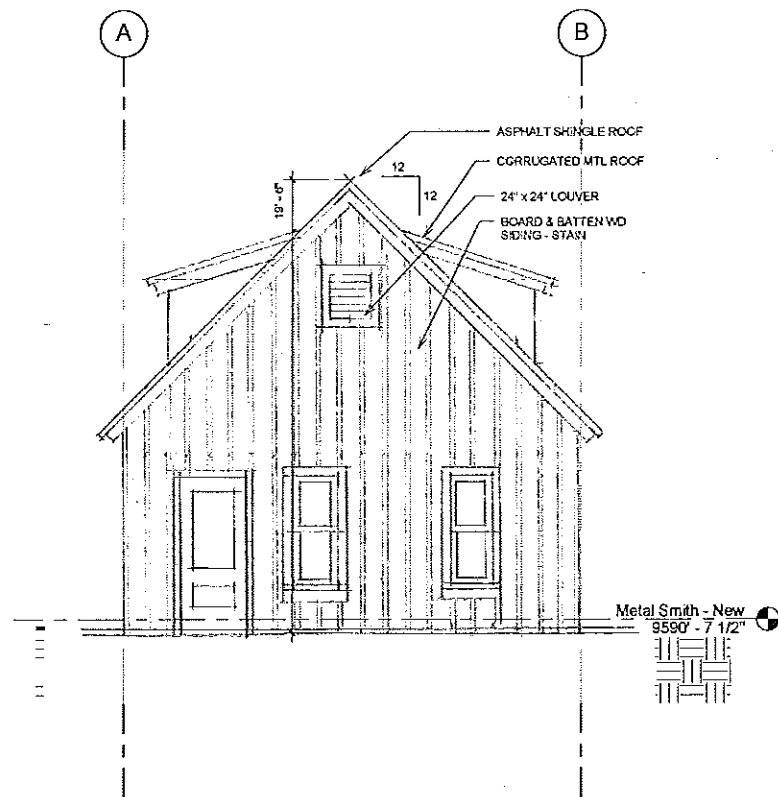 A
B
ASPHALT SHINGLE ROOF
CORRUGATED MTL ROOF
12
12
24" x 24" LOUVER
19' - 6"
BOARD & BATTEN WD
SIDING - STAIN
Metal Smith - New
9590' - 7 1/2"